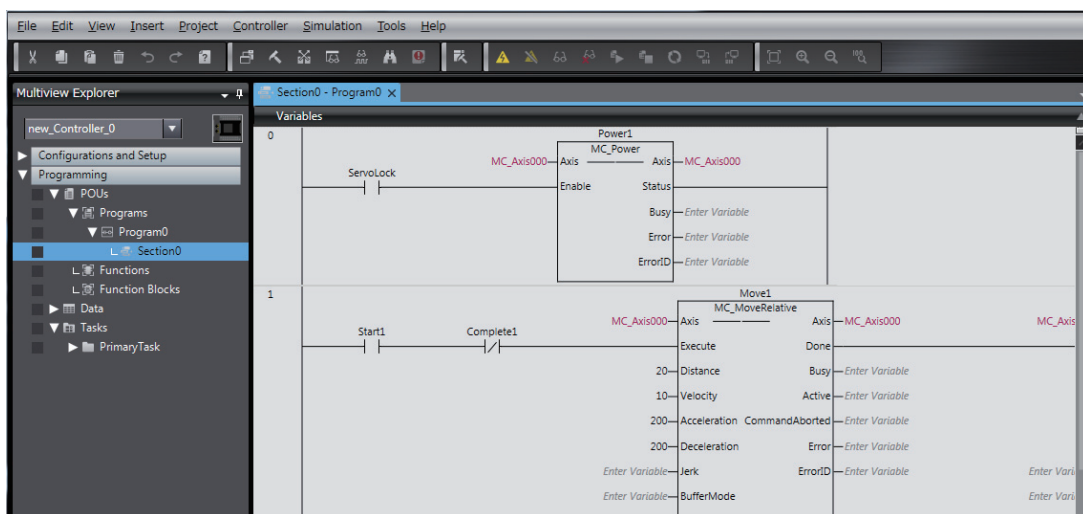 File Edit View Insert Project Controller Simulation Tools Help
Multiview Explorer
new_Controller_0
Configurations and Setup
Programming
POUs
Programs
Program0
Section0
Functions
Function Blocks
Data
Tasks
PrimaryTask
Section0 - Program0
Variables
0
Power1
MC_Power
MC_Axis000 Axis Axis MC_Axis000
ServoLock
Enable Status
Busy Enter Variable
Error Enter Variable
ErrorID Enter Variable
1
Move1
MC_MoveRelative
MC_Axis000 Axis Axis MC_Axis000 MC_Axis
Start1 Complete1
Execute Done
20 Distance Busy Enter Variable
10 Velocity Active Enter Variable
200 Acceleration CommandAborted Enter Variable
200 Deceleration Error Enter Variable
Enter Variable Jerk ErrorID Enter Variable Enter Vari
Enter Variable BufferMode Enter Vari